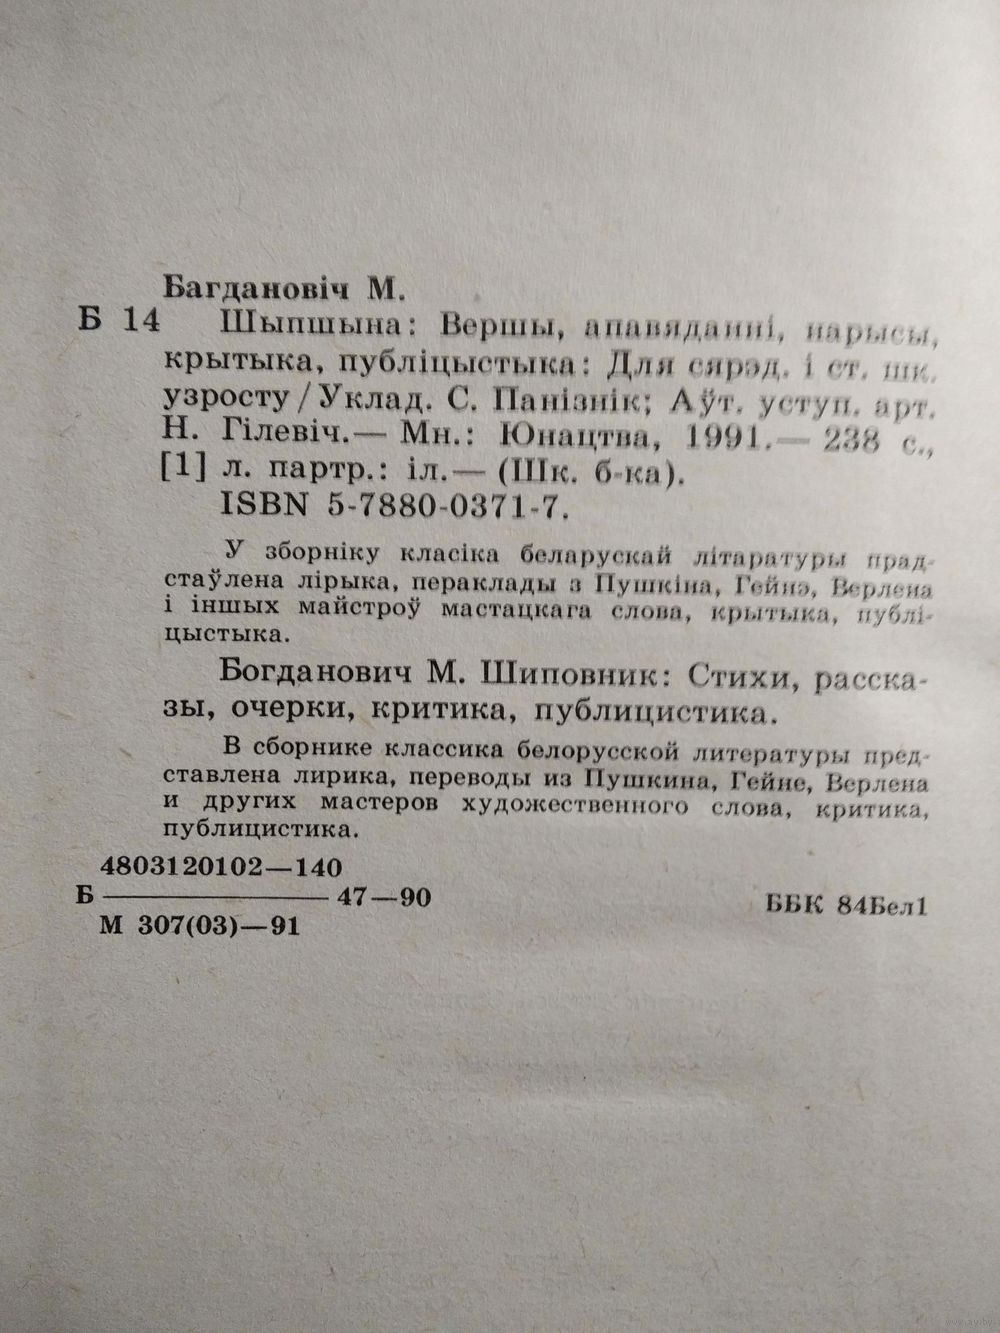 Багдановіч М.
Б 14 Шыпшына: Вершы, апавяданні, нарысы,
крытыка, публіцыстыка: Для сярэд. і ст. шк.
узросту / Уклад. С. Панізнік; Аўт. уступ. арт.
Н. Гілевіч.— Мн.: Юнацтва, 1991.— 238 с.,
[1] л. партр.: іл.— (Шк. б-ка).
ISBN 5-7880-0371-7.
У зборніку класіка беларускай літаратуры прад-
стаўлена лірыка, пераклады з Пушкіна, Гейнэ, Верлена
і іншых майстроў мастацкага слова, крытыка, публі-
цыстыка.
Богданович М. Шиповник: Стихи, расска-
зы, очерки, критика, публицистика.
В сборнике классика белорусской литературы пред-
ставлена лирика, переводы из Пушкина, Гейне, Верлена
и других мастеров художественного слова, критика,
публицистика.
4803120102—140
Б 47—90
М 307(03)—91
ББК 84Бел1